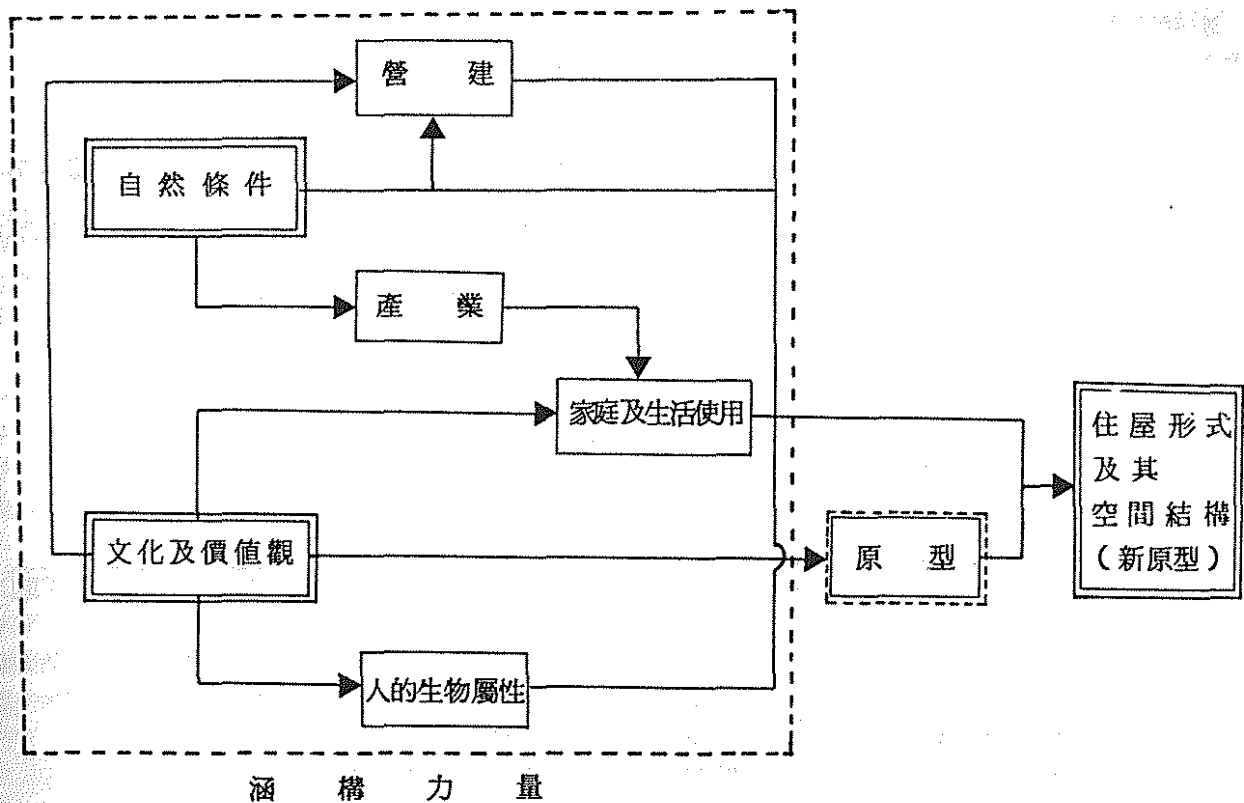 營建
自然條件
產業
家庭及生活使用
文化及價值觀
原型
住屋形式
及其
空間結構
（新原型）
人的生物屬性
涵構力量